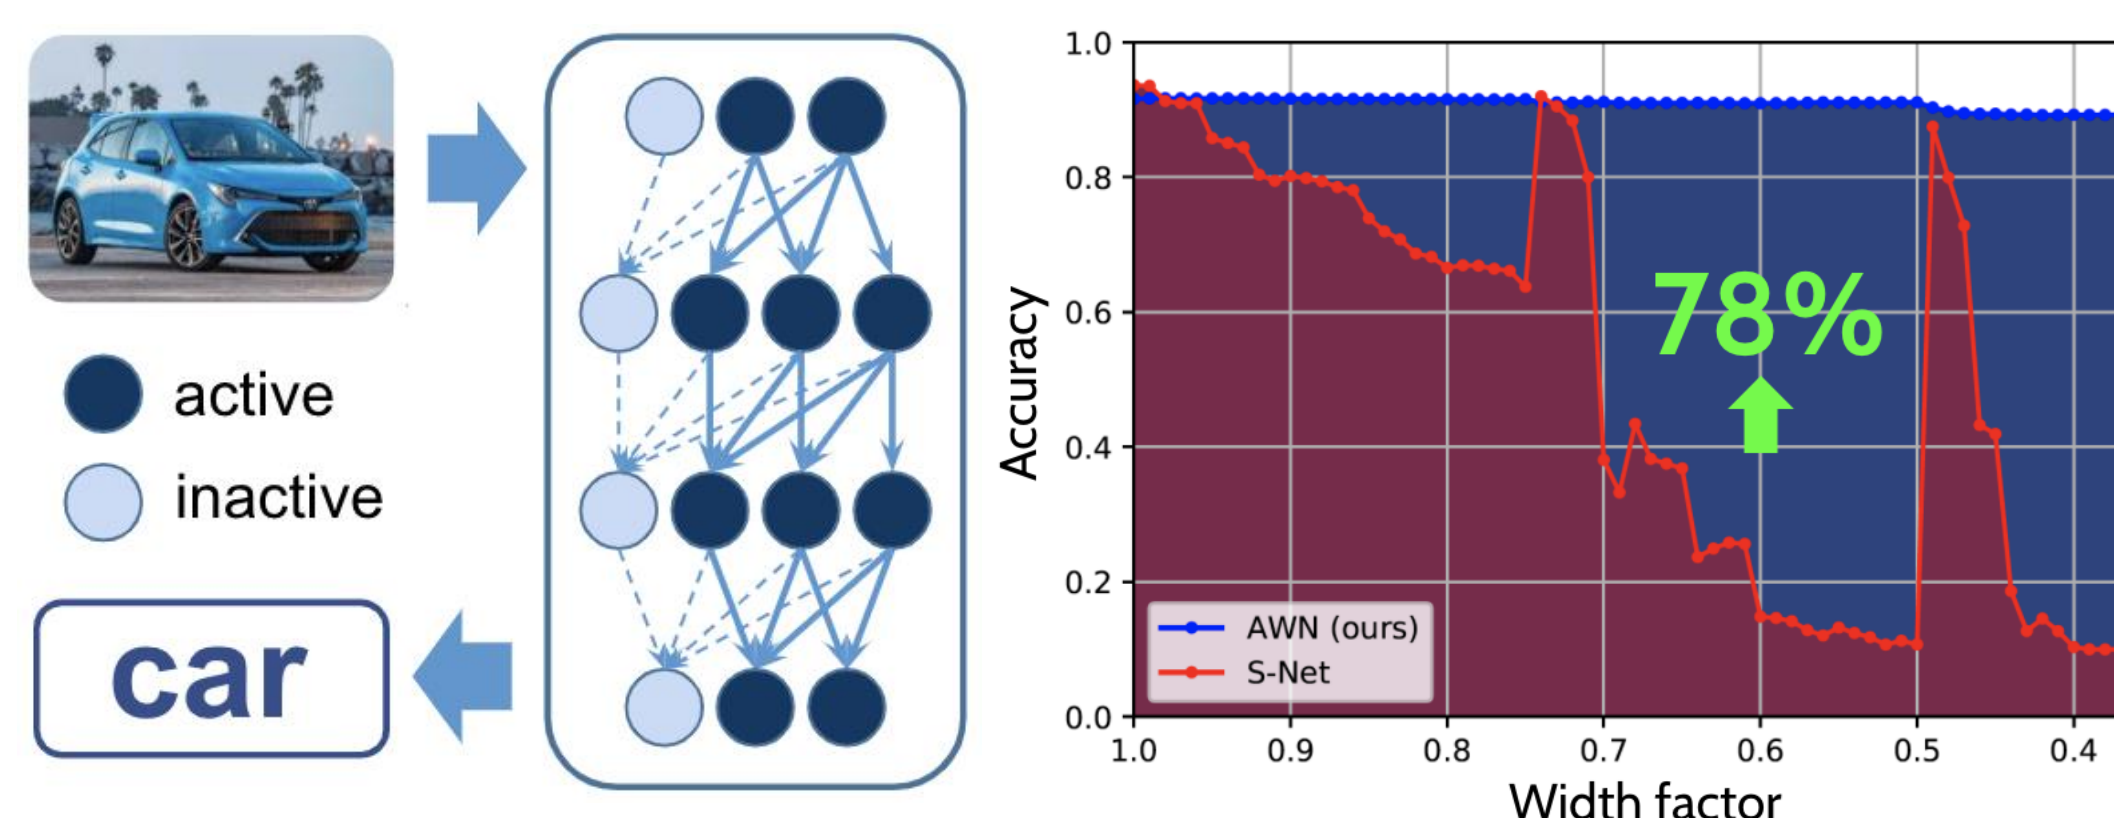 active
inactive
car
1.0
0.8
0.6
0.4
0.2
0.0
Accuracy
78%
AWN (ours)
S-Net
1.0 0.9 0.8 0.7 0.6 0.5 0.4
Width factor